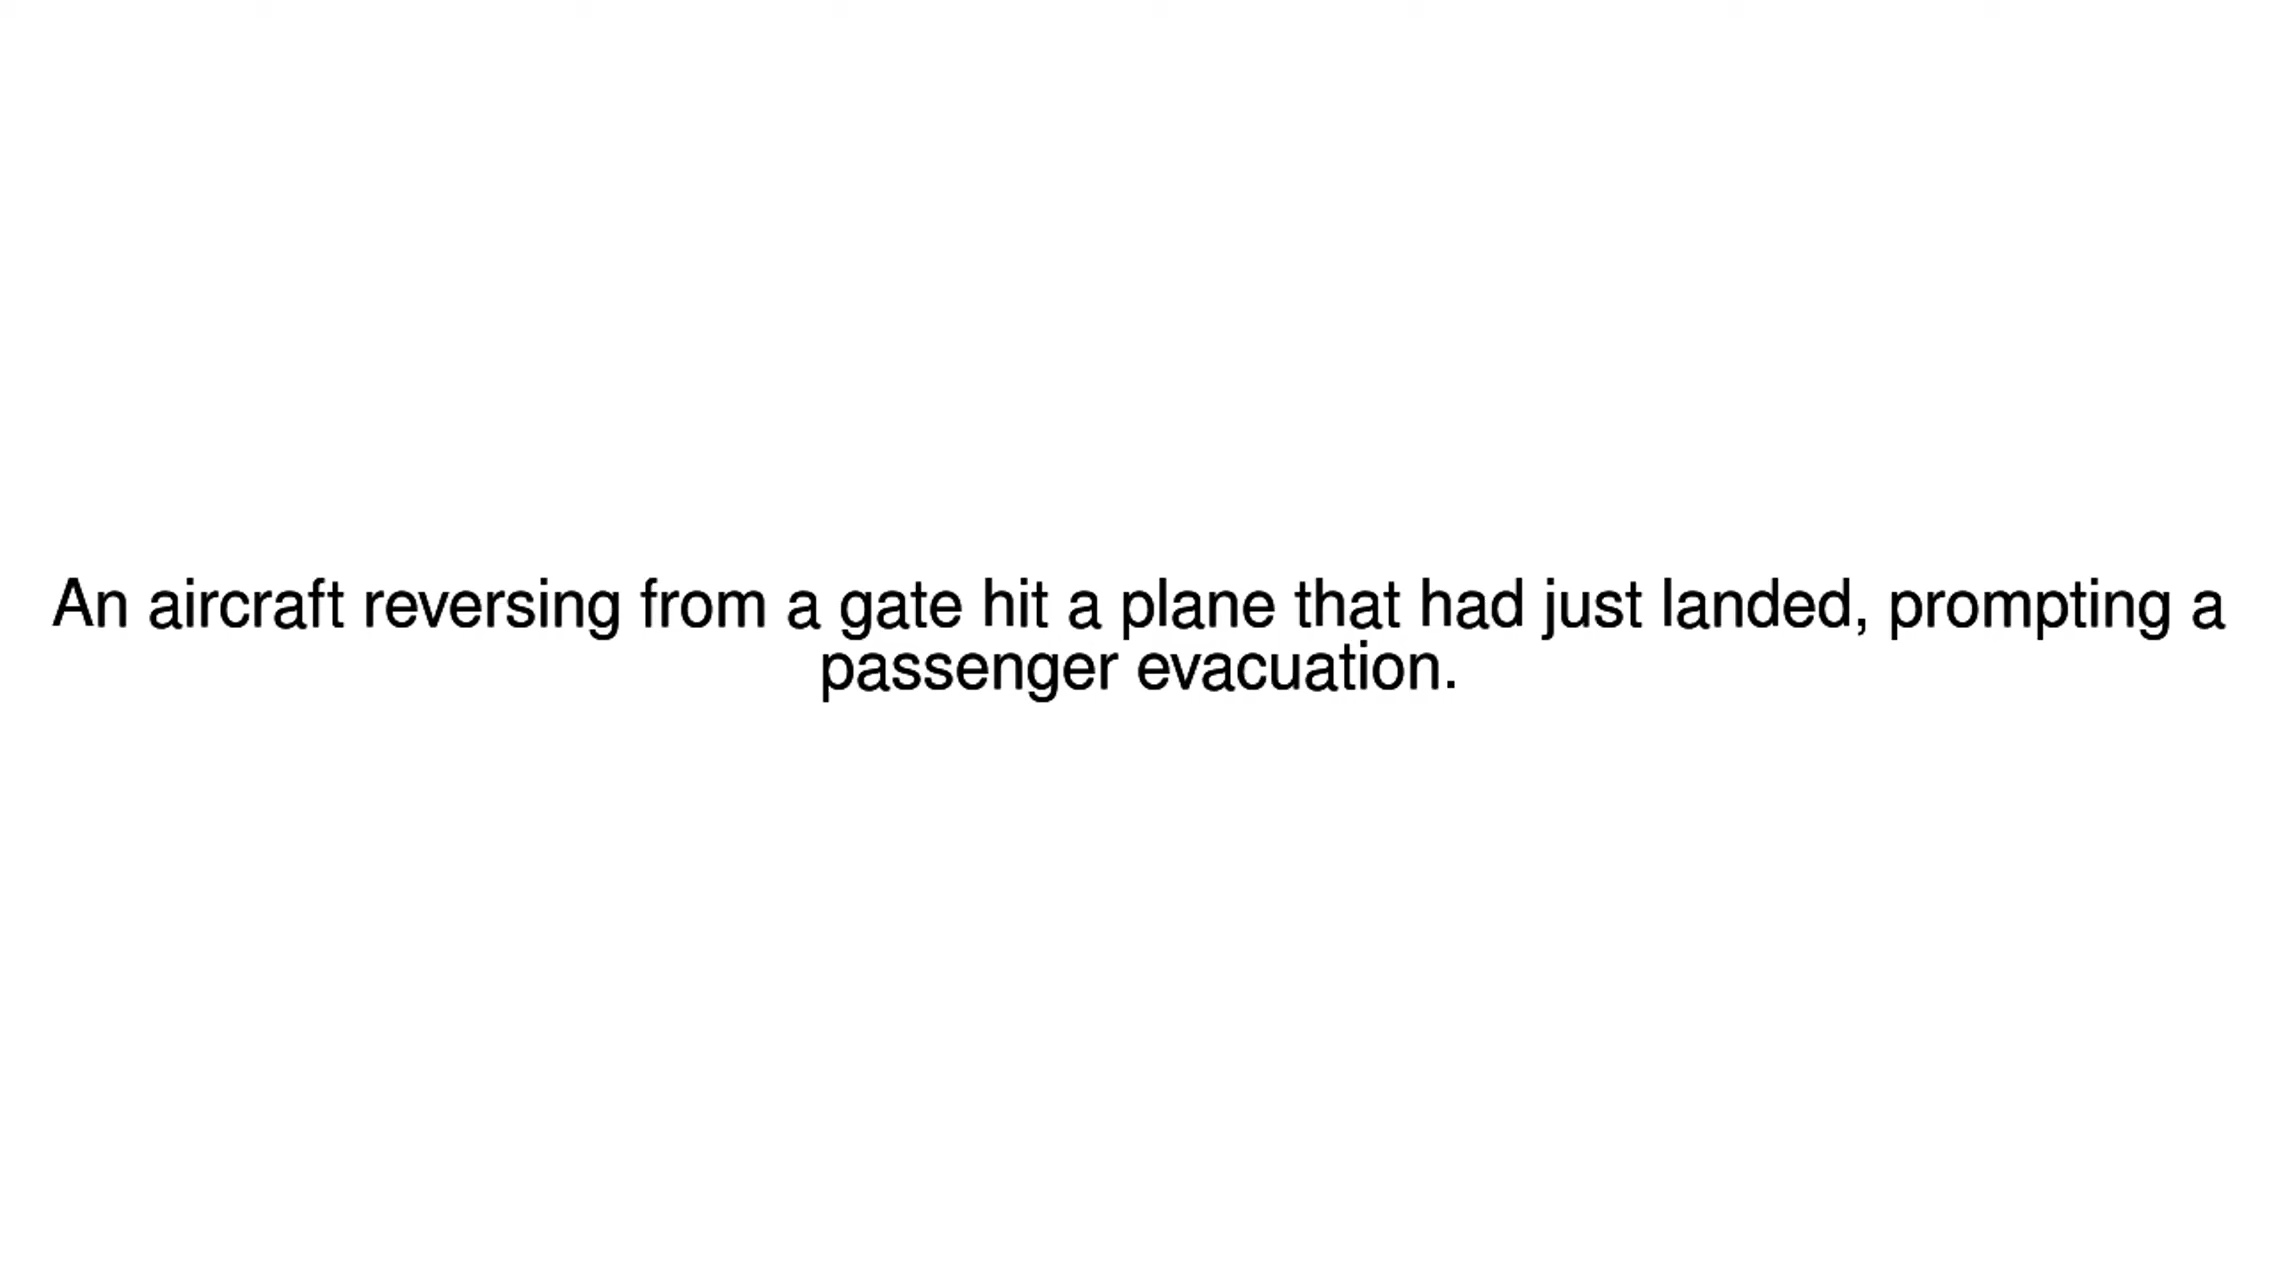 An aircraft reversing from a gate hit a plane that had just landed, prompting a
passenger evacuation.